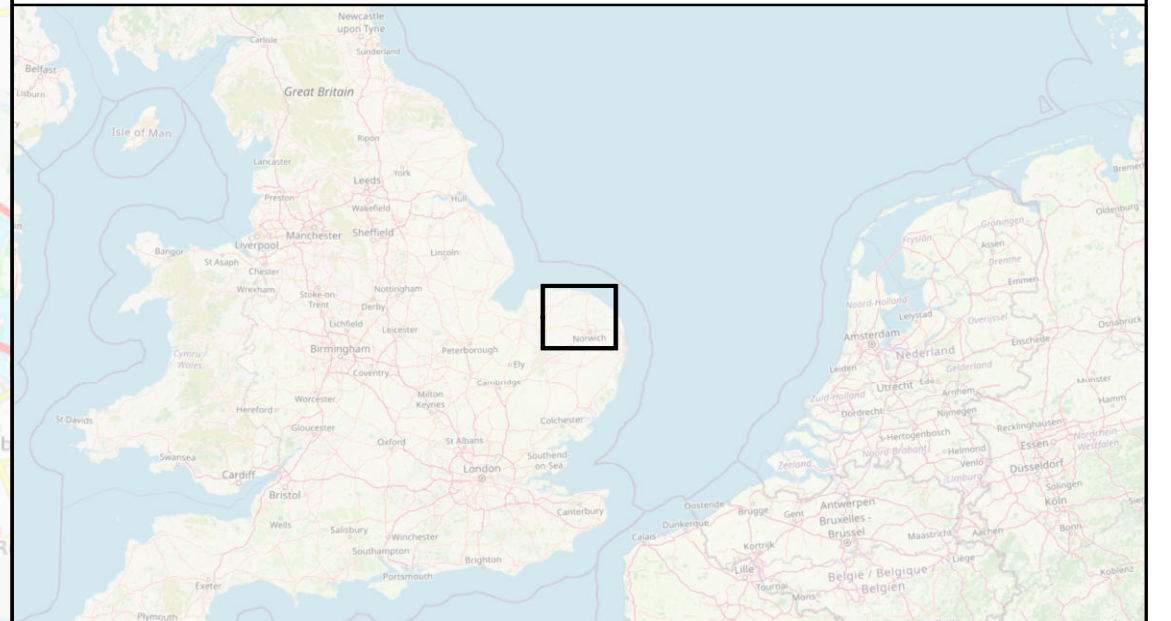 Newcastle
upon Tyne
Carlisle
Sunderland
Belfast
Lisburn
Great Britain
Isle of Man
Ripon
Lancaster
York
Bremen
Leeds
Preston
Hull
Wakefield
Oldenburg
Groningen
Manchester
Sheffield
Fryslân
Liverpool
Assen
Bangor
St Asaph
Lincoln
Drenthe
Chester
Emmen
Wrexham
Stoke-on-
Trent
Nottingham
Derby
Noord-Holland
Lelystad
Overijssel
Osnabrück
Lichfield
Leicester
Norwich
Amsterdam
Enschede
Birmingham
Peterborough
Nederland
Cymru /
Wales
Ely
Leiden
Gelderland
Coventry
Cambridge
Utrecht
Ede
Münster
Milton
Keynes
Arnhem
Worcester
Zuid-Holland
Hamm
Hereford
Dordrecht
Nijmegen
St Davids
Gloucester
Colchester
Recklinghausen
Oxford
St Albans
's-Hertogenbosch
Essen
Nordrhein-
Westfalen
Swansea
Southend
on-Sea
Noord-Brabant
Helmond
London
Zeeland
Venlo
Düsseldorf
Cardiff
Limburg
Bristol
Solingen
Antwerpen
Köln
Canterbury
Oostende
Brugge
Gent
Wells
Salisbury
Winchester
Dunkerque
Bruxelles -
Brussel
Maastricht
Aachen
Bonn
Southampton
Calais
Kortrijk
Brighton
Liège
Lille
België / Belgique /
Belgien
Koblenz
Portsmouth
Exeter
Tournai
Mons
Plymouth